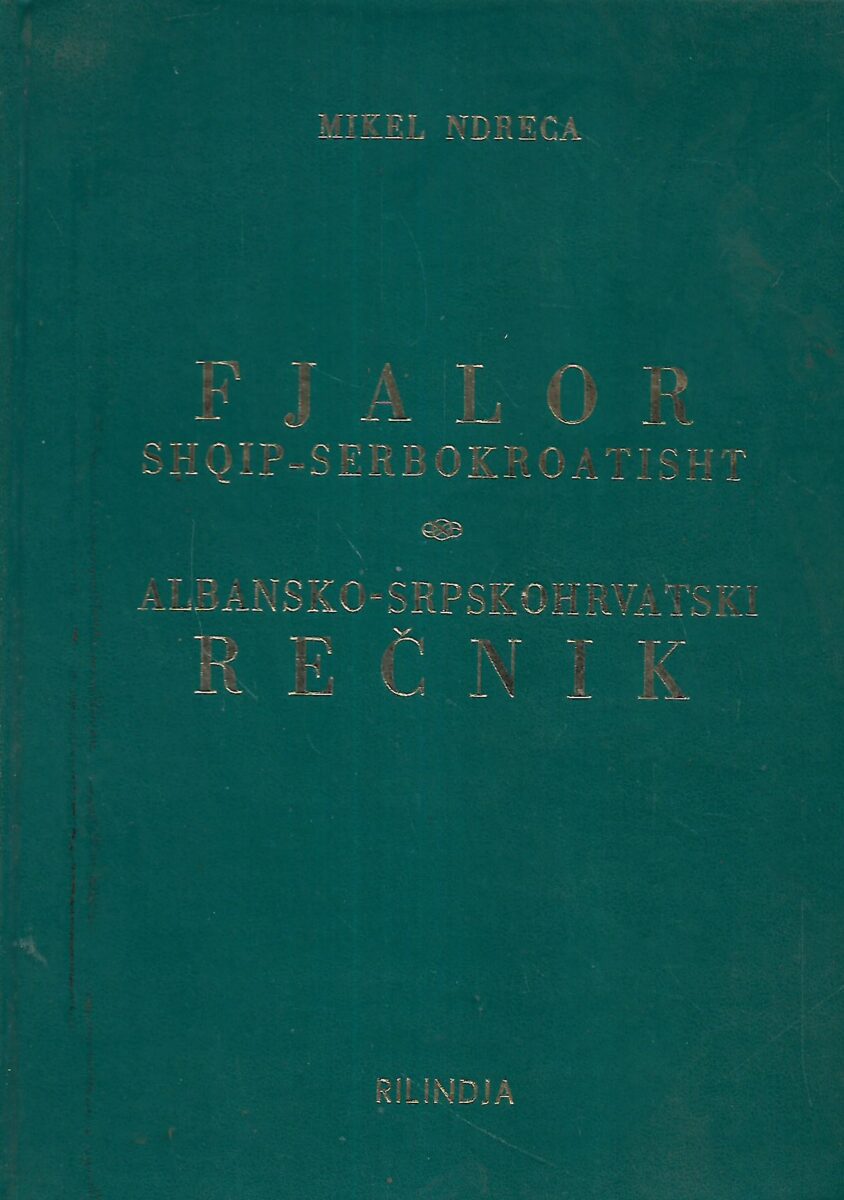 MIKEL NDRECA
FJALOR
SHQIP-SERBOKROATISHT
ALBANSKO-SRPSKOHRVATSKI
REČNIK
RILINDJA